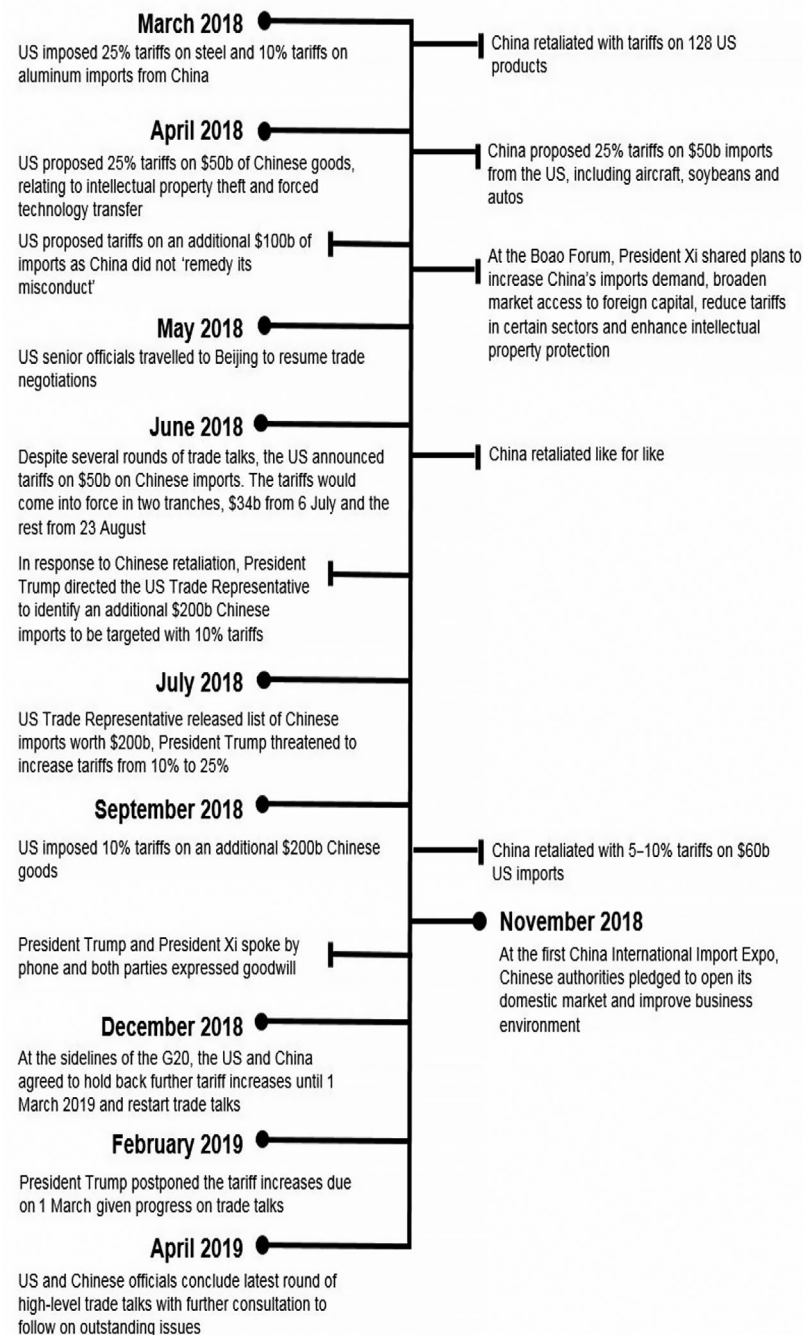 March 2018
US imposed 25% tariffs on steel and 10% tariffs on
aluminum imports from China
China retaliated with tariffs on 128 US
products
April 2018
US proposed 25% tariffs on $50b of Chinese goods,
relating to intellectual property theft and forced
technology transfer
China proposed 25% tariffs on $50b imports
from the US, including aircraft, soybeans and
autos
US proposed tariffs on an additional $100b of
imports as China did not ‘remedy its
misconduct’
At the Boao Forum, President Xi shared plans to
increase China’s imports demand, broaden
market access to foreign capital, reduce tariffs
in certain sectors and enhance intellectual
property protection
May 2018
US senior officials travelled to Beijing to resume trade
negotiations
June 2018
Despite several rounds of trade talks, the US announced
tariffs on $50b on Chinese imports. The tariffs would
come into force in two tranches, $34b from 6 July and the
rest from 23 August
China retaliated like for like
In response to Chinese retaliation, President
Trump directed the US Trade Representative
to identify an additional $200b Chinese
imports to be targeted with 10% tariffs
July 2018
US Trade Representative released list of Chinese
imports worth $200b, President Trump threatened to
increase tariffs from 10% to 25%
September 2018
US imposed 10% tariffs on an additional $200b Chinese
goods
China retaliated with 5–10% tariffs on $60b
US imports
November 2018
At the first China International Import Expo,
Chinese authorities pledged to open its
domestic market and improve business
environment
President Trump and President Xi spoke by
phone and both parties expressed goodwill
December 2018
At the sidelines of the G20, the US and China
agreed to hold back further tariff increases until 1
March 2019 and restart trade talks
February 2019
President Trump postponed the tariff increases due
on 1 March given progress on trade talks
April 2019
US and Chinese officials conclude latest round of
high-level trade talks with further consultation to
follow on outstanding issues